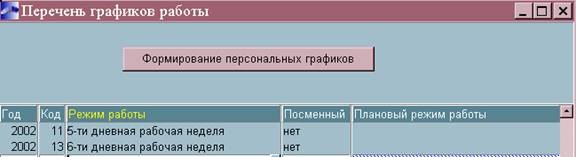 Перечень графиков работы
Формирование персональных графиков
Год Код Режим работы Посменный Плановый режим работы
2002 11 5-ти дневная рабочая неделя нет
2002 13 6-ти дневная рабочая неделя нет